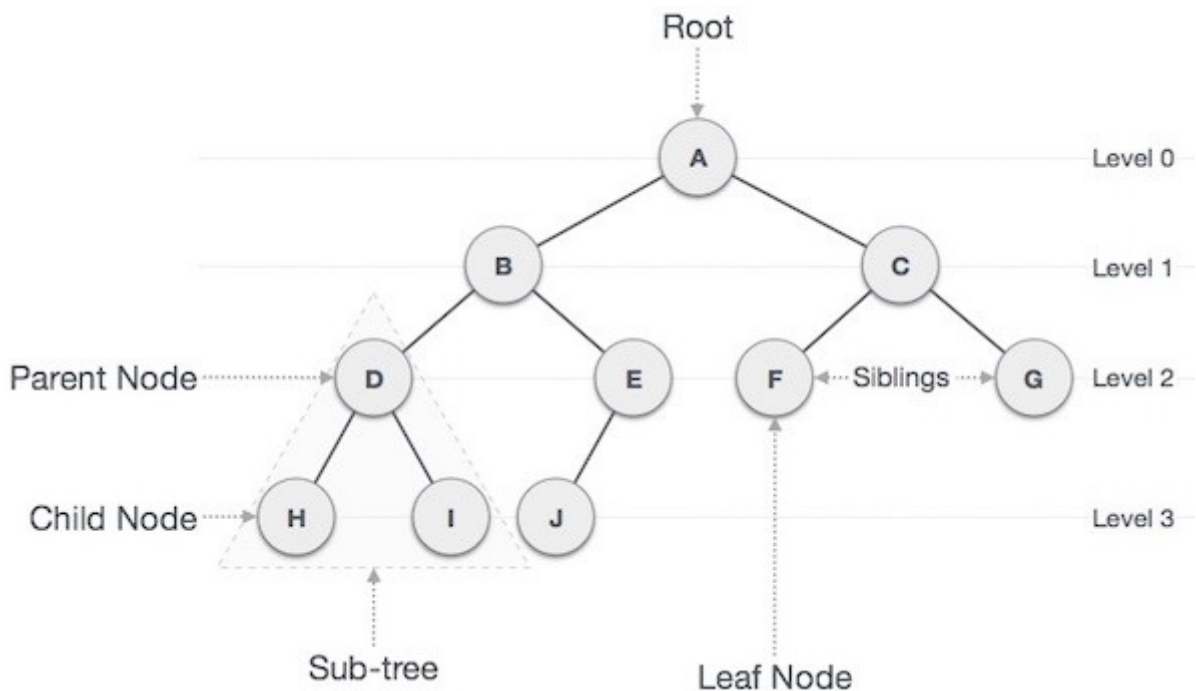 Root
A
Level 0
B
C
Level 1
Parent Node
D
E
F
Siblings
G
Level 2
Child Node
H
I
J
Level 3
Sub-tree
Leaf Node